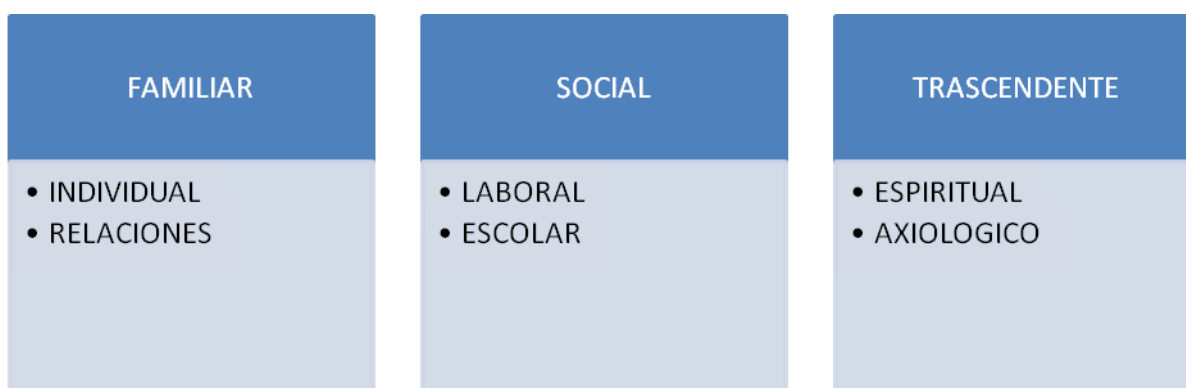 FAMILIAR
• INDIVIDUAL
• RELACIONES
SOCIAL
• LABORAL
• ESCOLAR
TRASCENDENTE
• ESPIRITUAL
• AXIOLOGICO